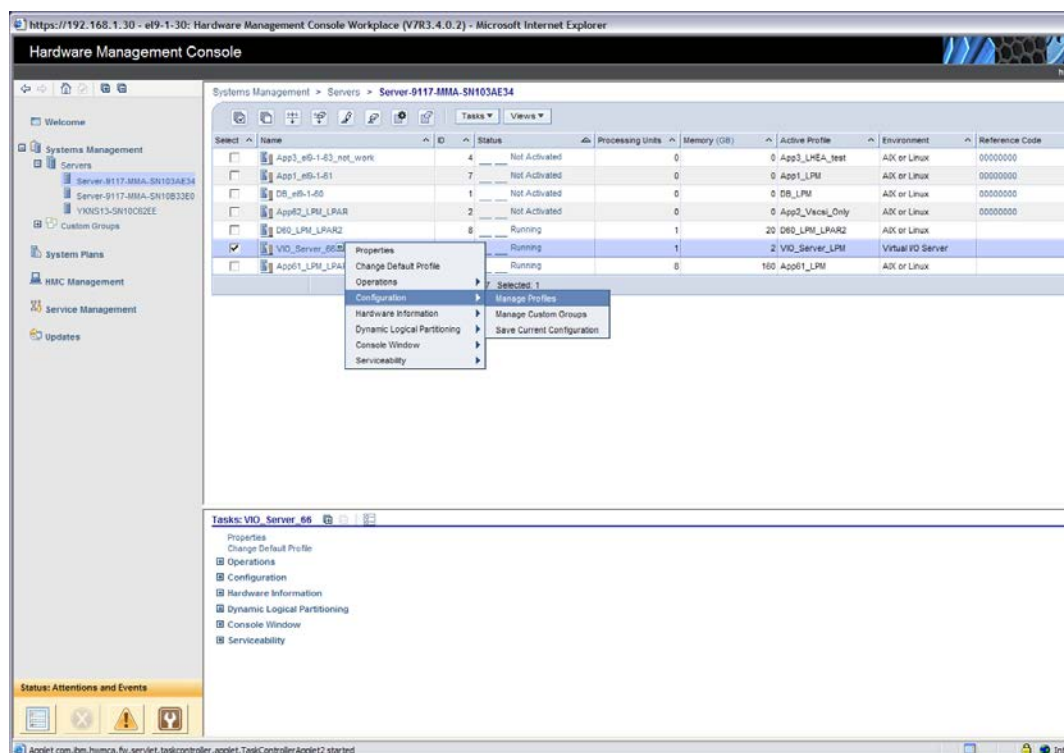 https://192.168.1.30 - el9-1-30: Hardware Management Console Workplace (V7R3.4.0.2) - Microsoft Internet Explorer
Hardware Management Console
Systems Management > Servers > Server-9117-MMA-SN103AE34
Tasks Views
Select Name ID Status Processing Units Memory (GB) Active Profile Environment Reference Code
App3_el9-1-63_not_work 4 Not Activated 0 0 App3_LHEA_test AIX or Linux 00000000
App1_el9-1-61 7 Not Activated 0 0 App1_LPM AIX or Linux 00000000
DB_el9-1-60 1 Not Activated 0 0 DB_LPM AIX or Linux 00000000
App62_LPM_LPAR 2 Not Activated 0 0 App2_Vscsi_Only AIX or Linux 00000000
D60_LPM_LPAR2 8 Running 1 20 D60_LPM_LPAR2 AIX or Linux
VIO_Server_66 Running 1 2 VIO_Server_LPM Virtual I/O Server
App61_LPM_LPAR Running 8 160 App61_LPM AIX or Linux
Selected: 1
Properties
Change Default Profile
Operations
Configuration
Hardware Information
Dynamic Logical Partitioning
Console Window
Serviceability
Manage Profiles
Manage Custom Groups
Save Current Configuration
Welcome
Systems Management
Servers
Server-9117-MMA-SN103AE34
Server-9117-MMA-SN10B33E0
YKNS13-SN10C62EE
Custom Groups
System Plans
HMC Management
Service Management
Updates
Tasks: VIO_Server_66
Properties
Change Default Profile
Operations
Configuration
Hardware Information
Dynamic Logical Partitioning
Console Window
Serviceability
Status: Attentions and Events
Applet com.ibm.hwmca.fw.servlet.taskcontroller.applet.TaskControllerApplet2 started